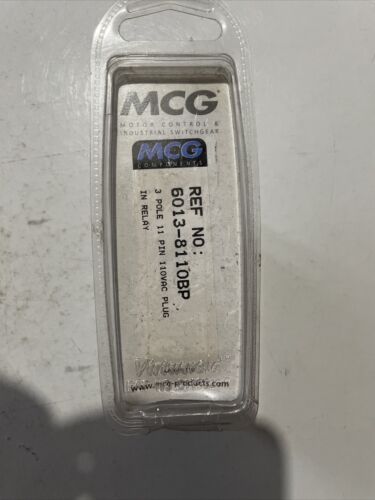 MCG
MOTOR CONTROL &
INDUSTRIAL SWITCHGEAR
MCG
COMPONENTS
REF NO.:
6013-8110BP
3 POLE 11 PIN 110VAC PLUG
IN RELAY
www.mcg-products.com